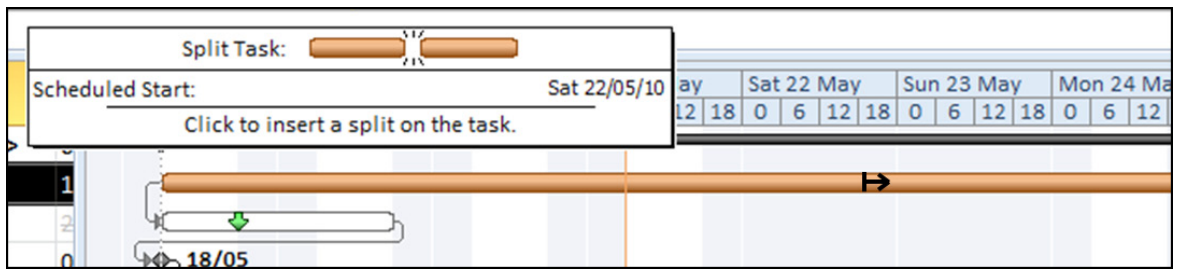 Split Task:
Scheduled Start: Sat 22/05/10
Click to insert a split on the task.
ay Sat 22 May Sun 23 May Mon 24 Ma
12 18 0 6 12 18 0 6 12 18 0 6 12
1
2
18/05